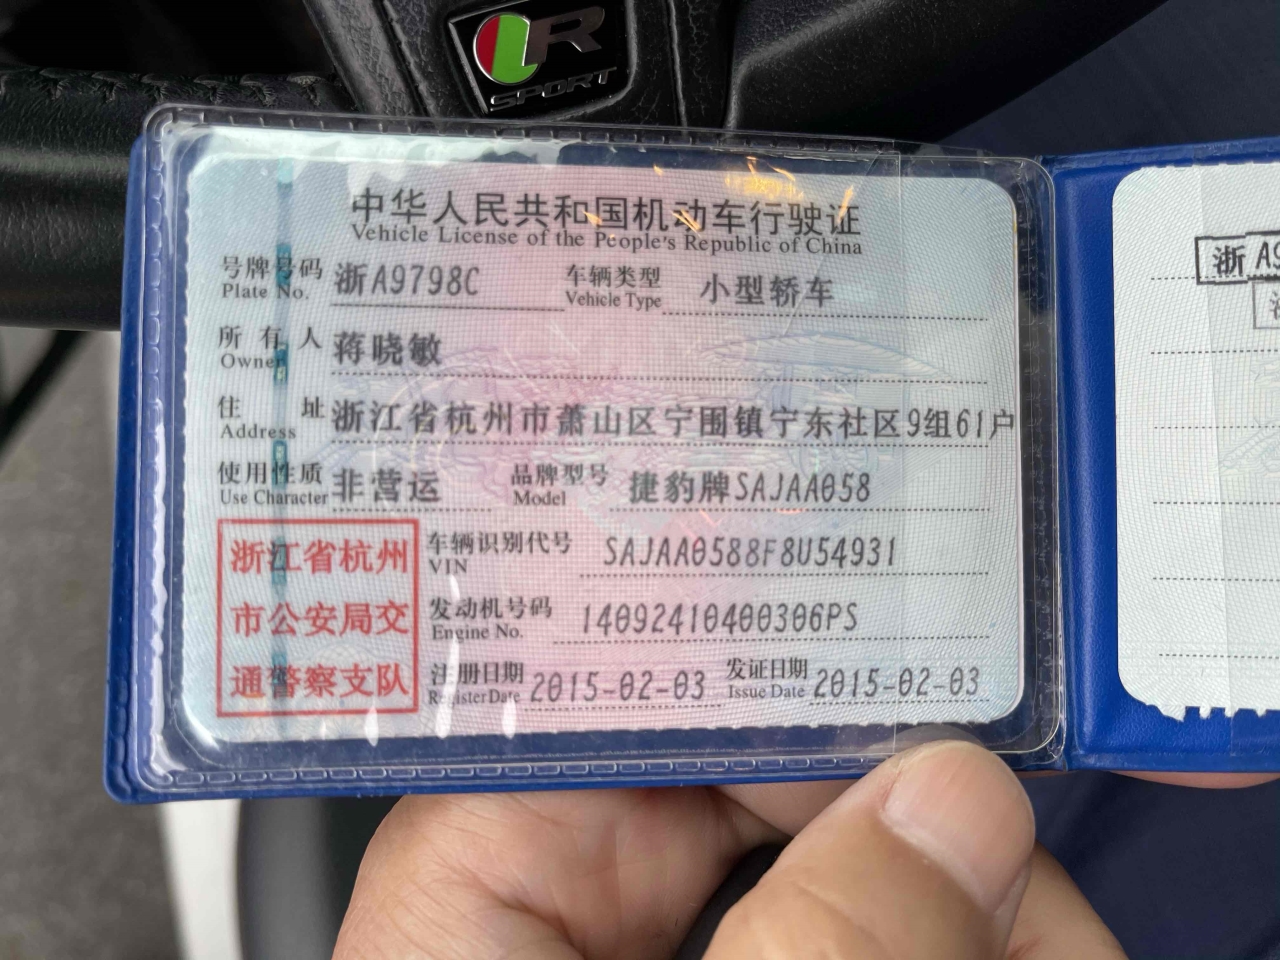 R
SPORT
中华人民共和国机动车行驶证
Vehicle License of the People's Republic of China
号牌号码 浙A9798C 车辆类型 小型轿车
Plate No. Vehicle Type
所有人 蒋晓敏
Owner
住址 浙江省杭州市萧山区宁围镇宁东社区9组61户
Address
使用性质 非营运 品牌型号 捷豹牌SAJAA058
Use Character Model
浙江省杭州
市公安局交
通警察支队
车辆识别代号 SAJAA0588F8U54931
VIN
发动机号码 14092410400306PS
Engine No.
注册日期 2015-02-03 发证日期 2015-02-03
Register Date Issue Date
浙A9